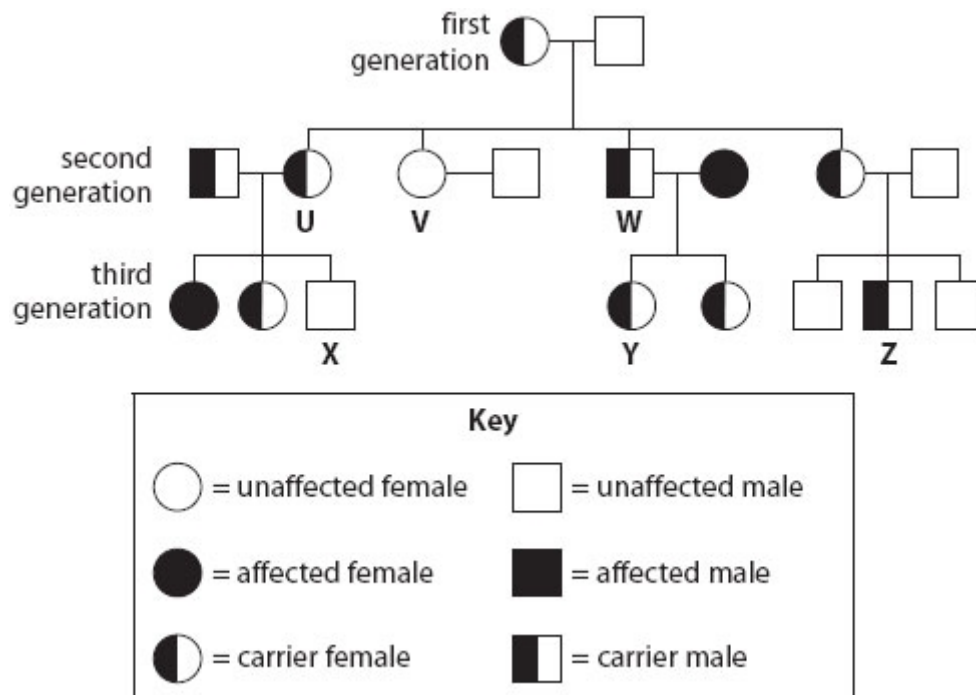 first
generation
second
generation
U
V
W
third
generation
X
Y
Z
Key
= unaffected female
= unaffected male
= affected female
= affected male
= carrier female
= carrier male